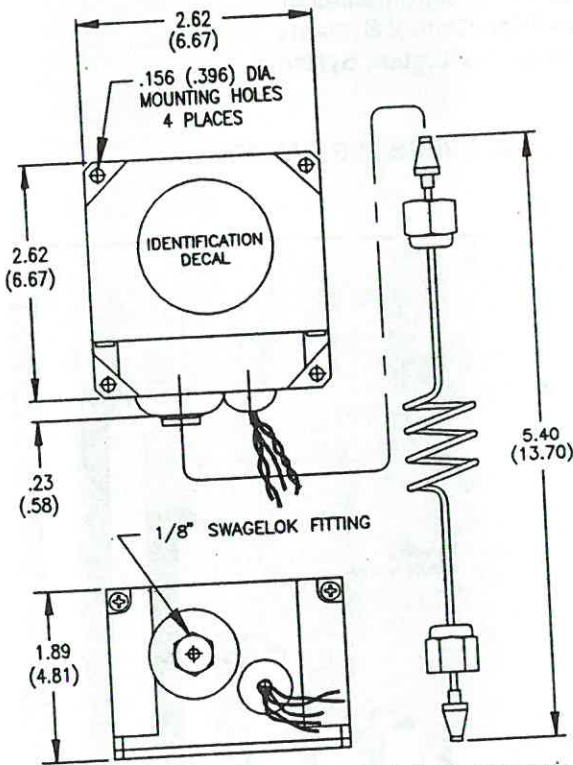 2.62
(6.67)
.156 (.396) DIA.
MOUNTING HOLES
4 PLACES
2.62
(6.67)
IDENTIFICATION
DECAL
5.40
(13.70)
.23
(.58)
1/8" SWAGELOK FITTING
1.89
(4.81)